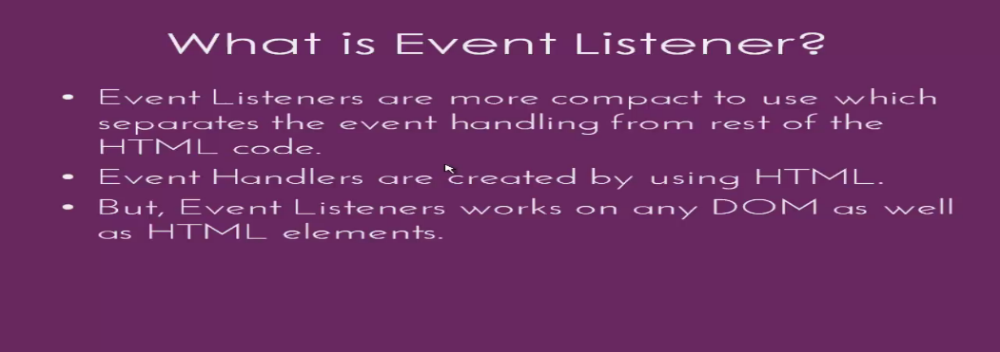 What is Event Listener?
• Event Listeners are more compact to use which
separates the event handling from rest of the
HTML code.
• Event Handlers are created by using HTML.
• But, Event Listeners works on any DOM as well
as HTML elements.